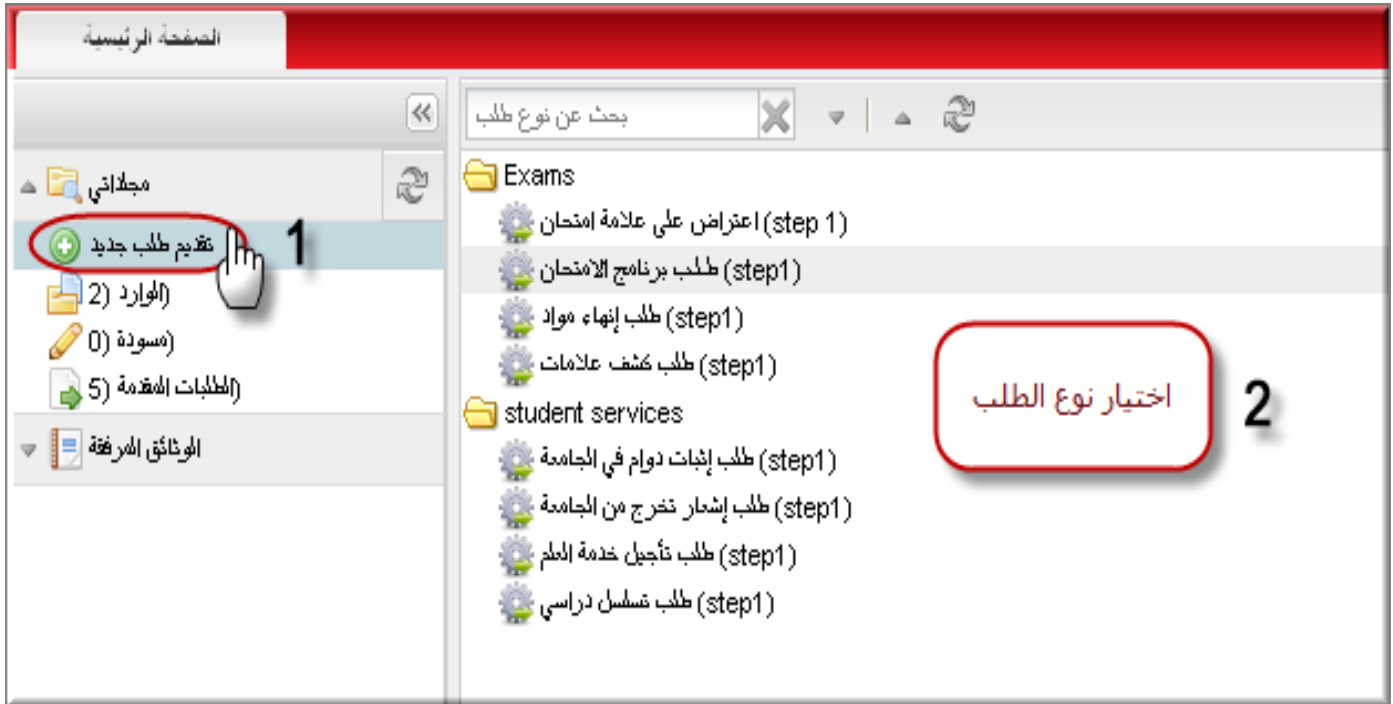 الصفحة الرئيسية
بحث عن نوع طلب
مجلاتي
تقديم طلب جديد
1
(الوارد (2
(مسودة (0
(الطلبات المقدمة (5
الوثائق المرفقة
Exams
اعتراض على علامة امتحان (step 1)
طلب برنامج الامتحان (step1)
طلب إنهاء مواد (step1)
طلب كشف علامات (step1)
student services
طلب إثبات دوام في الجامعة (step1)
طلب إشعار تخرج من الجامعة (step1)
طلب تأجيل خدمة العلم (step1)
طلب تسلسل دراسي (step1)
اختيار نوع الطلب
2